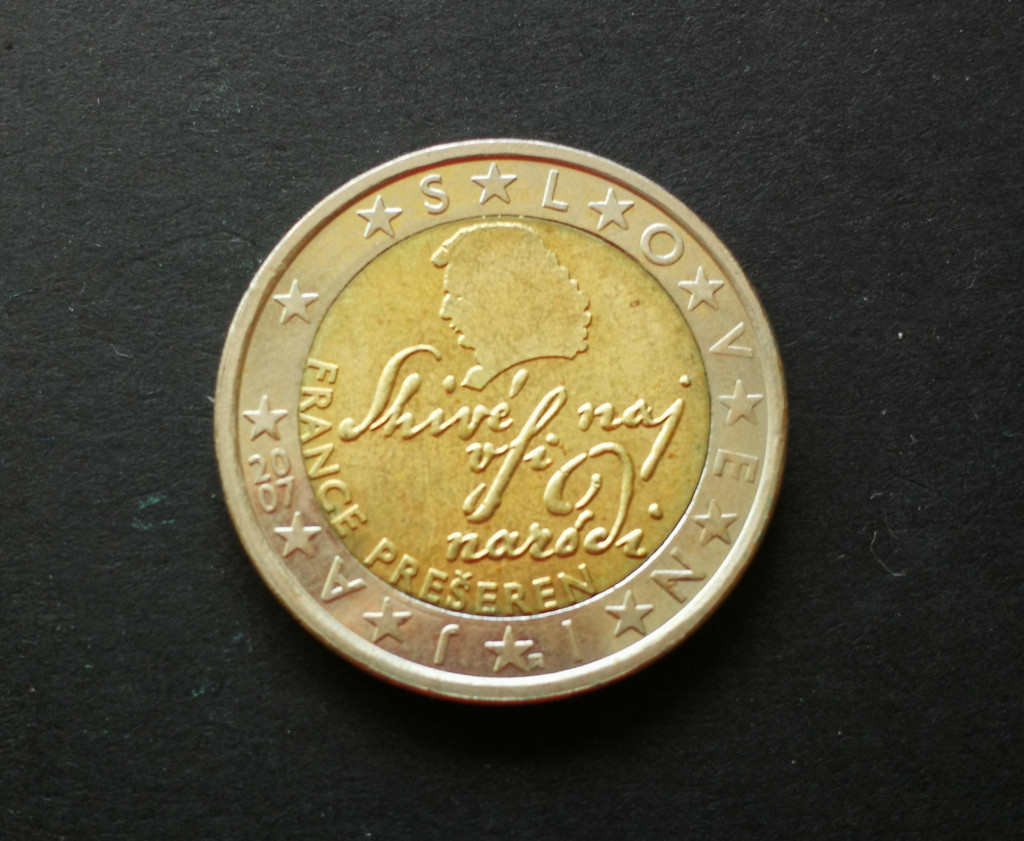 SLOVENIJA
Shivé naj
vſi
naródi
FRANCE PREŠEREN
2007